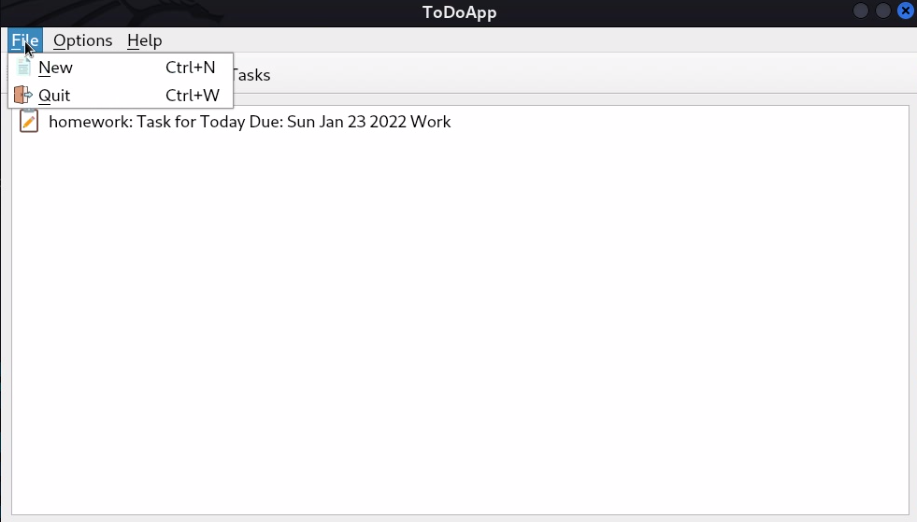 ToDoApp
File Options Help
New Ctrl+N
Tasks
Quit Ctrl+W
homework: Task for Today Due: Sun Jan 23 2022 Work